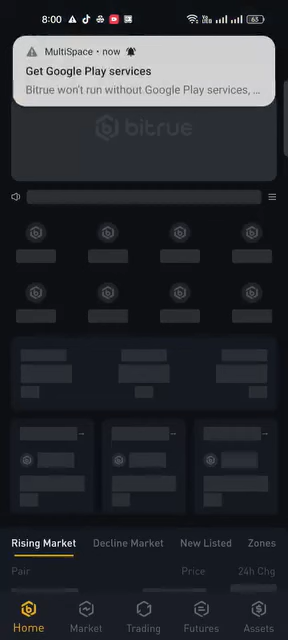 8:00
63
MultiSpace • now
Get Google Play services
Bitrue won't run without Google Play services, ...
bitrue
Rising Market
Decline Market
New Listed
Zones
Pair
Price
24h Chg
Home
Market
Trading
Futures
Assets